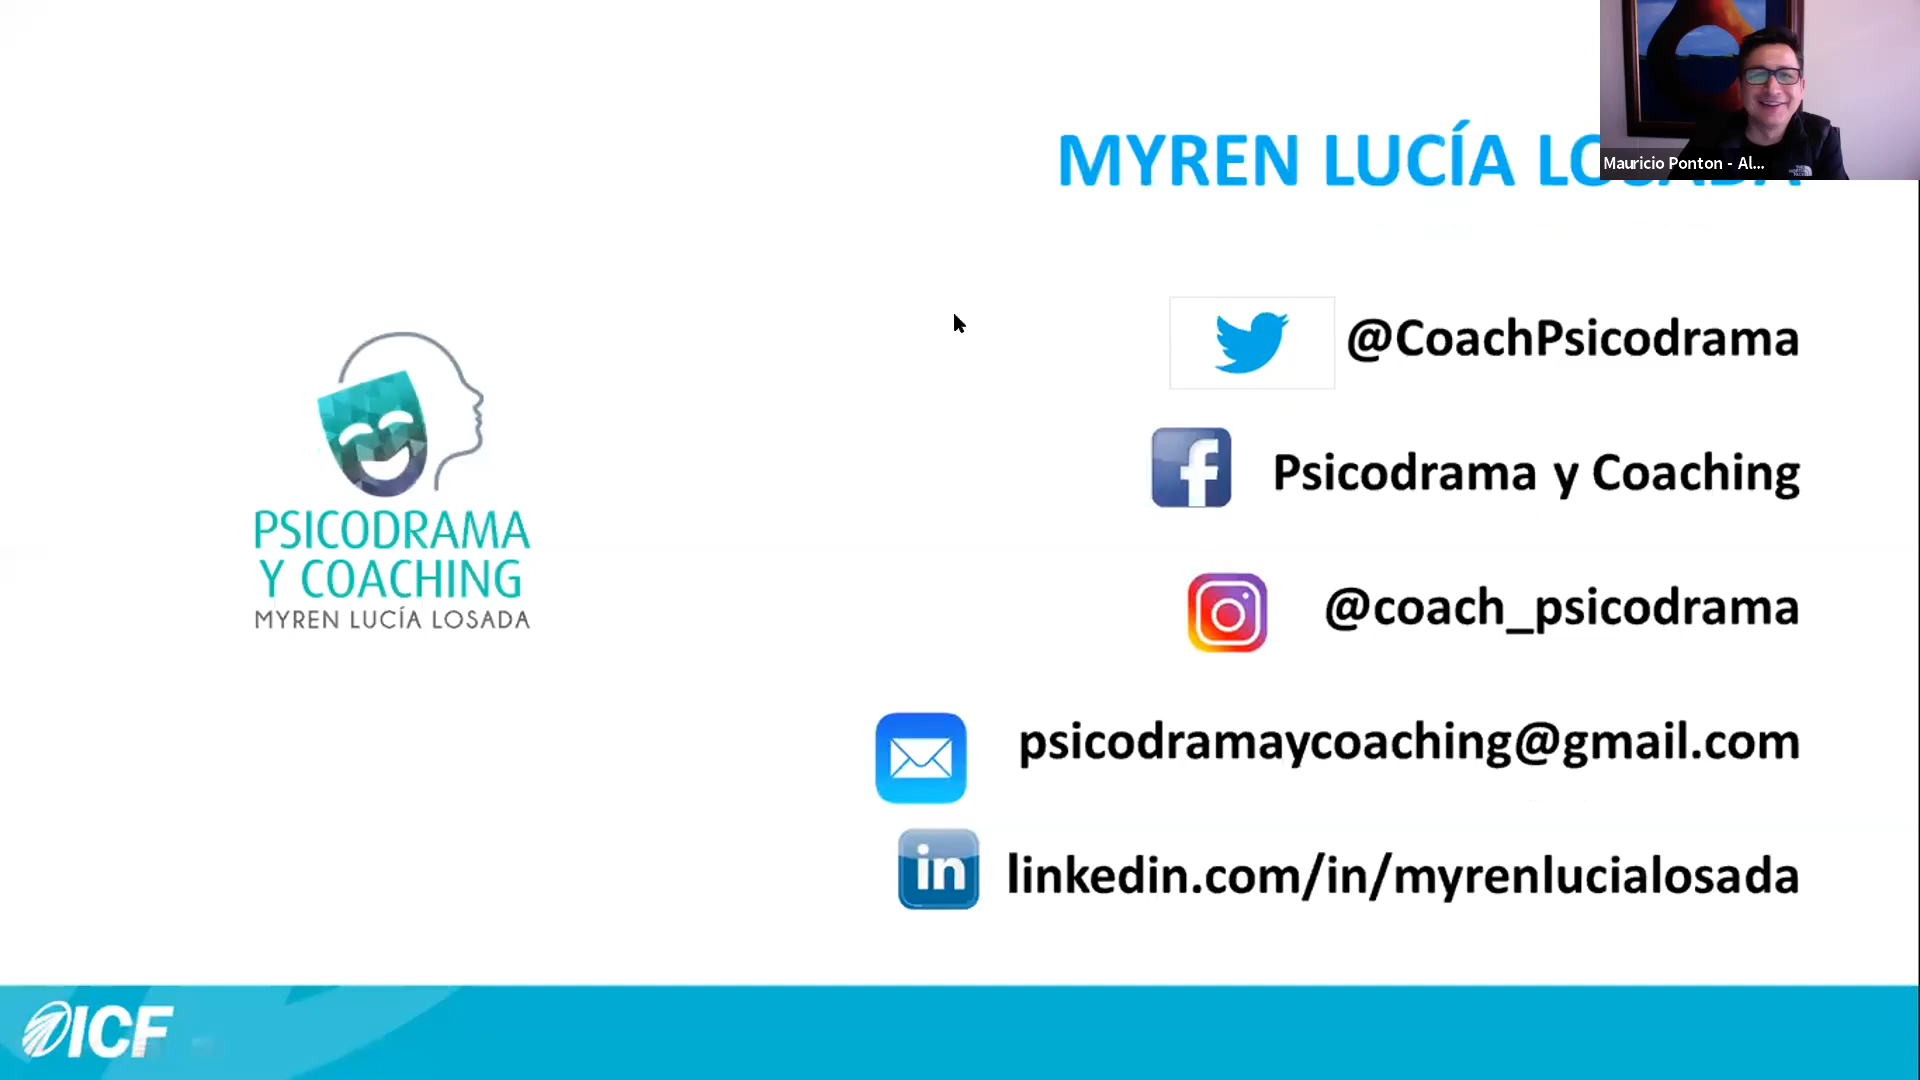 MYREN LUCÍA
Mauricio Ponton - Al...
@CoachPsicodrama
Psicodrama y Coaching
@coach_psicodrama
psicodramaycoaching@gmail.com
in
linkedin.com/in/myrenlucialosada
PSICODRAMA
Y COACHING
MYREN LUCÍA LOSADA
ICF